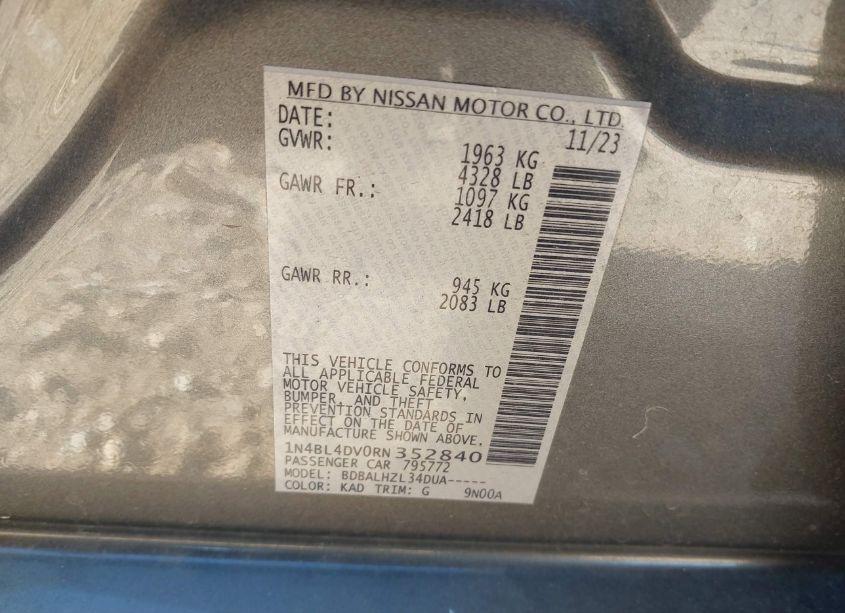 MFD BY NISSAN MOTOR CO., LTD.
DATE: 11/23
GVWR: 1963 KG
4328 LB
GAWR FR.: 1097 KG
2418 LB
GAWR RR.: 945 KG
2083 LB
THIS VEHICLE CONFORMS TO
ALL APPLICABLE FEDERAL
MOTOR VEHICLE SAFETY,
BUMPER, AND THEFT
PREVENTION STANDARDS IN
EFFECT ON THE DATE OF
MANUFACTURE SHOWN ABOVE.
1N4BL4DV0RN352840
PASSENGER CAR 795772
MODEL: BDBALHZL34DUA-----
COLOR: KAD TRIM: G 9N00A